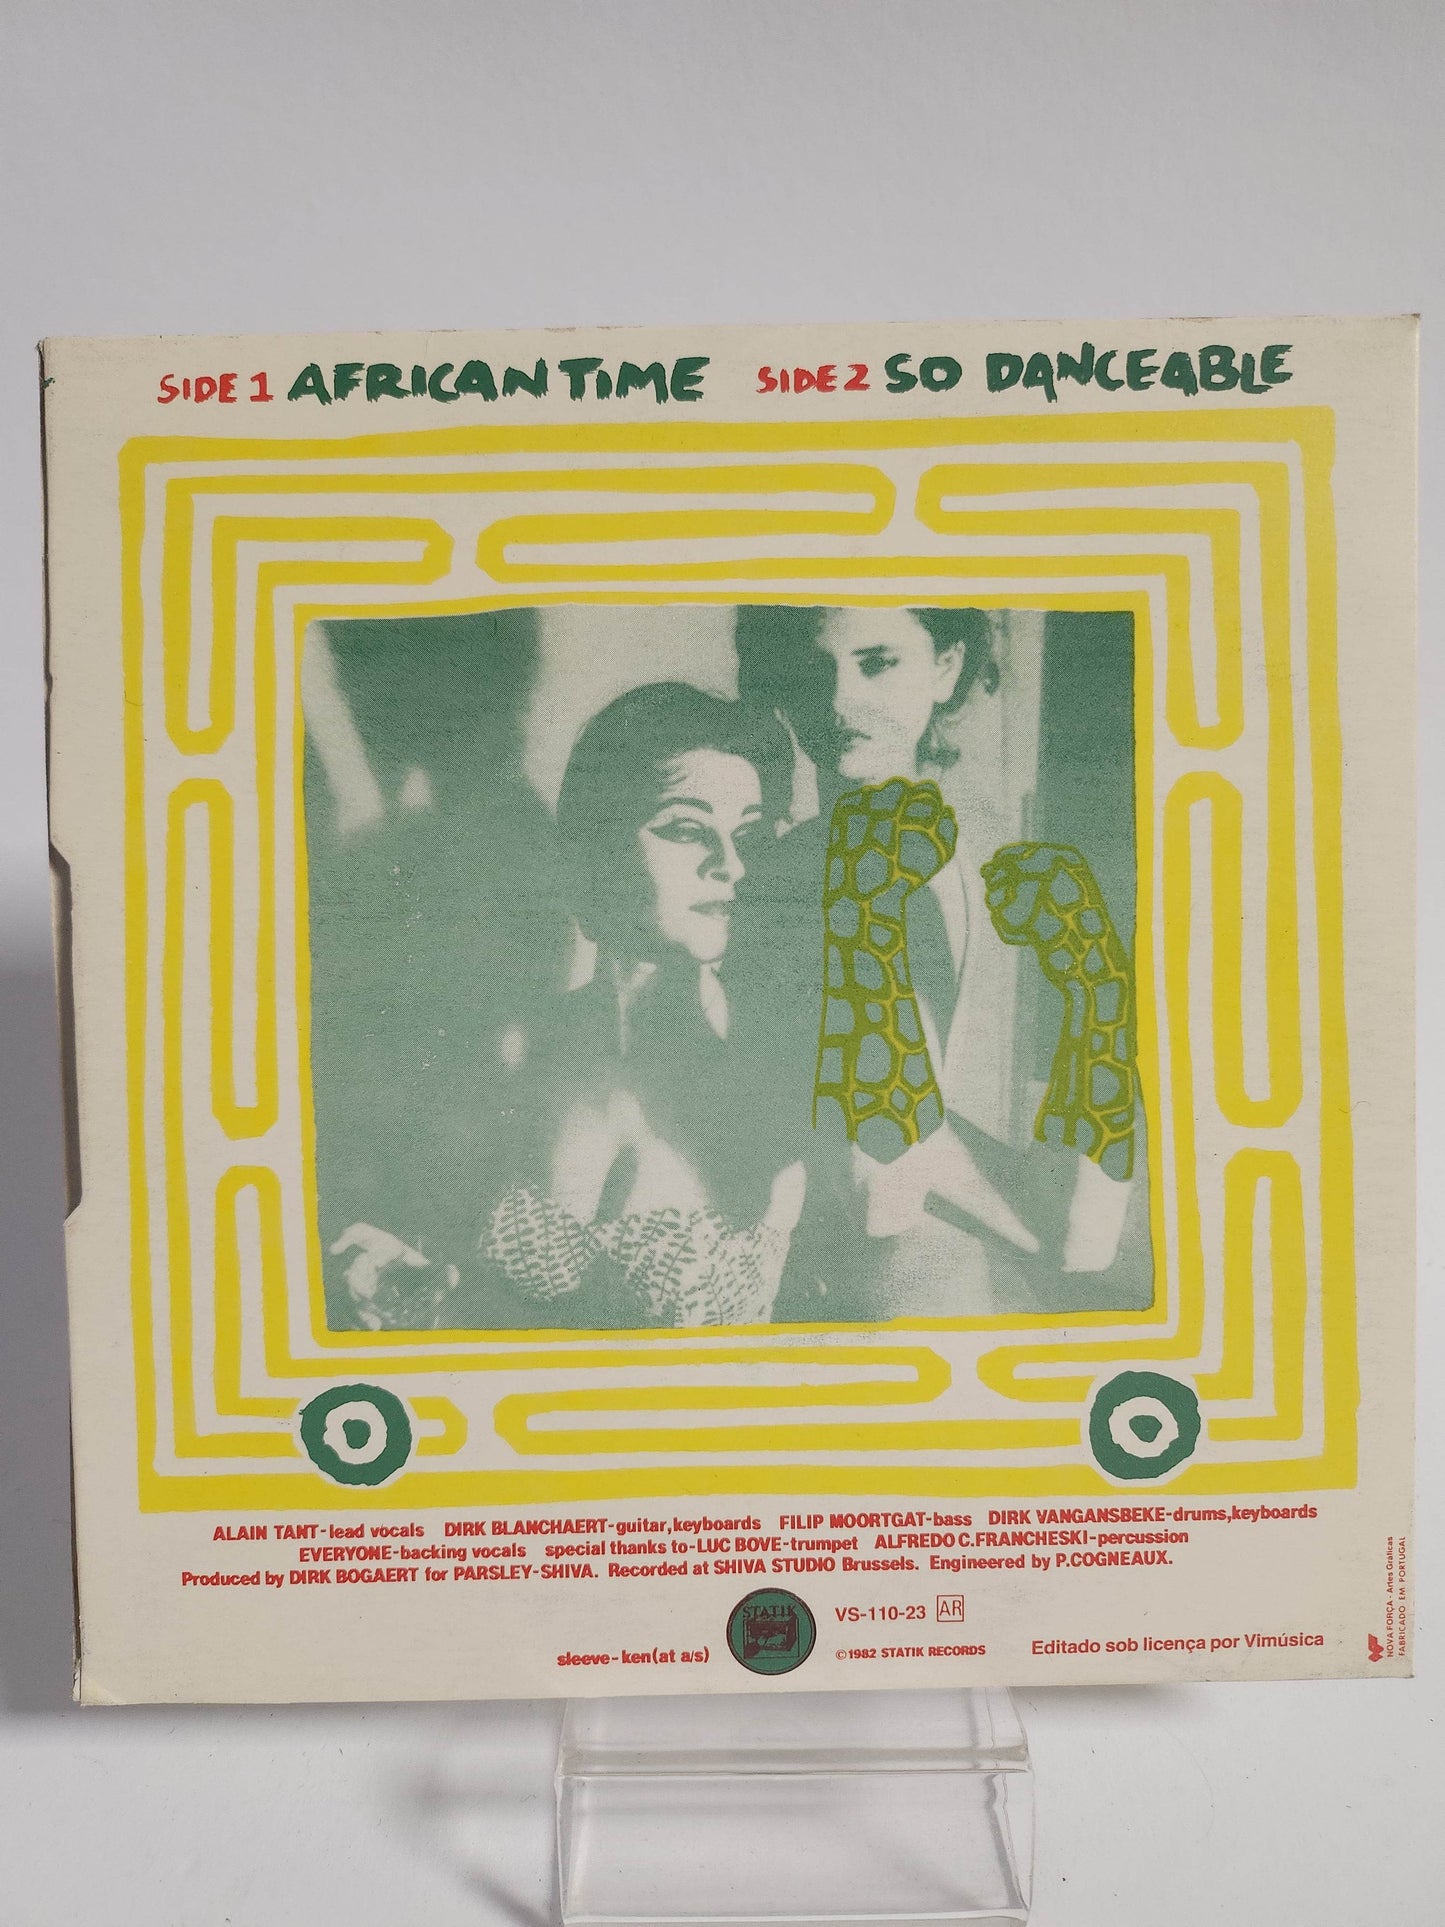 SIDE 1 AFRICAN TIME SIDE 2 SO DANCEABLE
ALAIN TANT-lead vocals DIRK BLANCHAERT-guitar,keyboards FILIP MOORTGAT-bass DIRK VANGANSBEKE-drums,keyboards
EVERYONE-backing vocals special thanks to-LUC BOVE-trumpet ALFREDO C.FRANCHESKI-percussion
Produced by DIRK BOGAERT for PARSLEY-SHIVA. Recorded at SHIVA STUDIO Brussels. Engineered by P.COGNEAUX.
STATIK
VS-110-23 AR
sleeve-ken(at a/s)
©1982 STATIK RECORDS
Editado sob licença por Vimúsica
NOVA FORÇA - Artes Gráficas
FABRICADO EM PORTUGAL